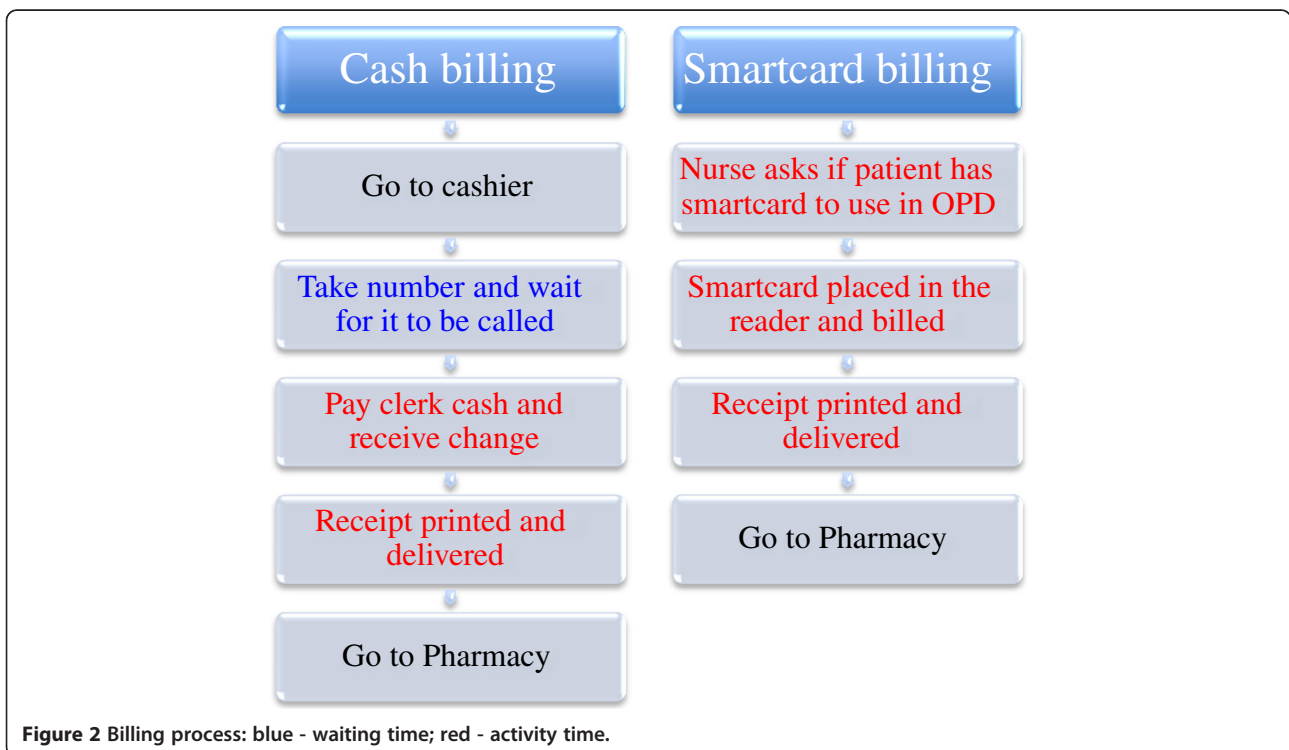 Cash billing
Go to cashier
Take number and wait
for it to be called
Pay clerk cash and
receive change
Receipt printed and
delivered
Go to Pharmacy
Smartcard billing
Nurse asks if patient has
smartcard to use in OPD
Smartcard placed in the
reader and billed
Receipt printed and
delivered
Go to Pharmacy
Figure 2 Billing process: blue - waiting time; red - activity time.